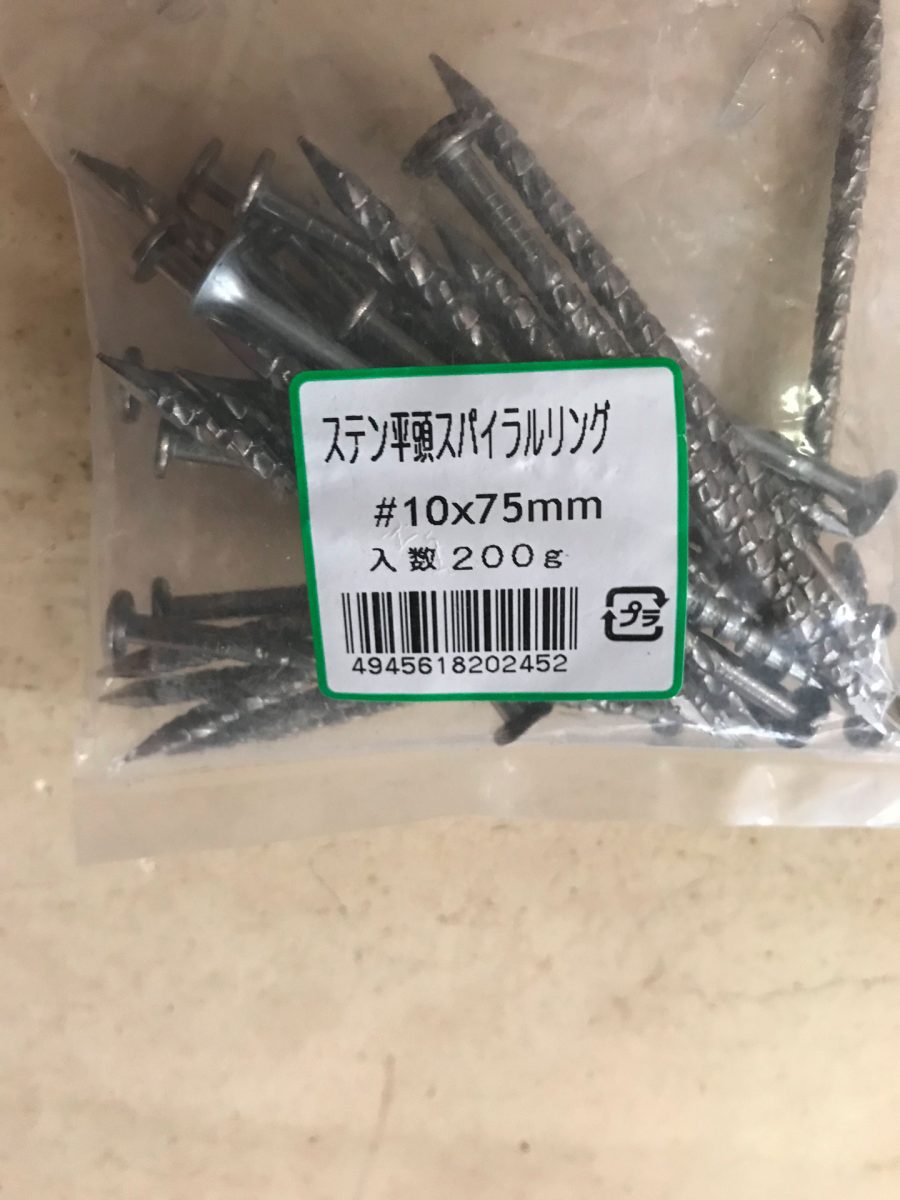 ステン平頭スパイラルリング
#10x75mm
入数200g
プラ
4945618202452